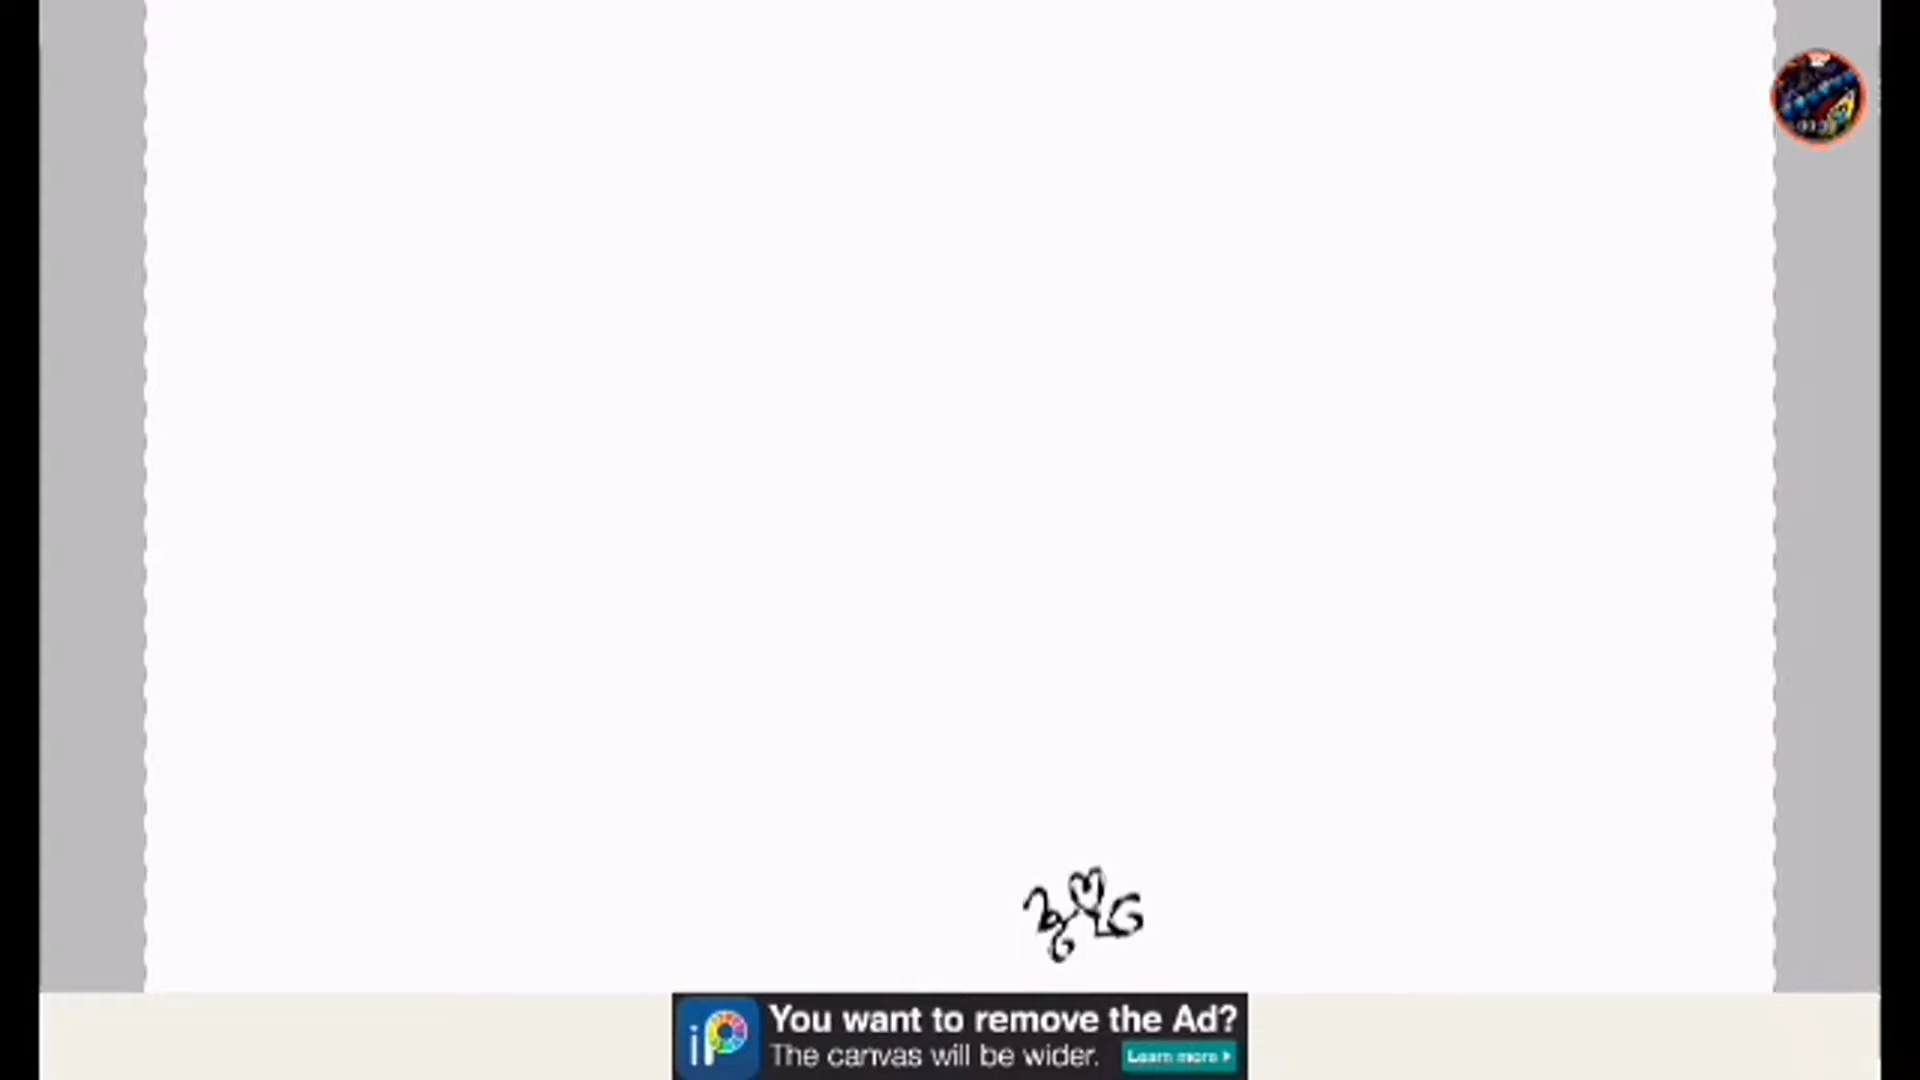 You want to remove the Ad?
The canvas will be wider.
Learn more